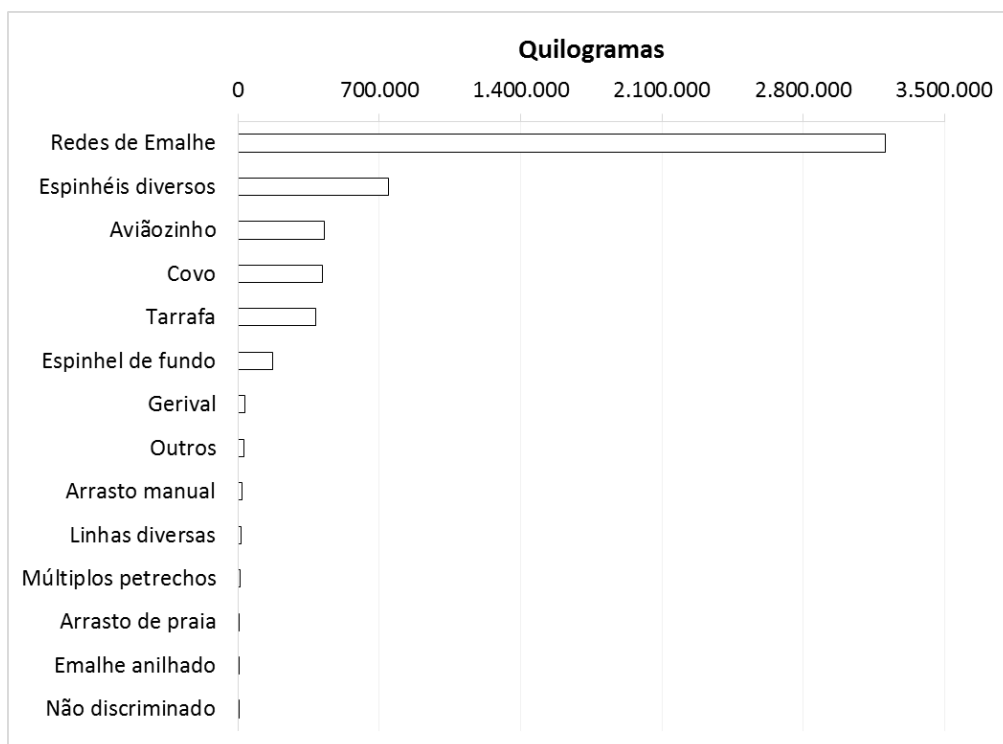 Quilogramas
0 700.000 1.400.000 2.100.000 2.800.000 3.500.000
Redes de Emalhe
Espinhéis diversos
Aviãozinho
Covo
Tarrafa
Espinhel de fundo
Gerival
Outros
Arrasto manual
Linhas diversas
Múltiplos petrechos
Arrasto de praia
Emalhe anilhado
Não discriminado